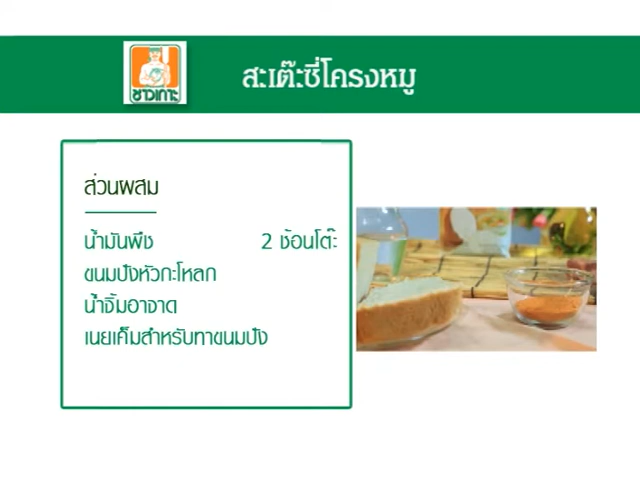 ชาวเกาะ
สะเต๊ะซี่โครงหมู
ส่วนผสม
น้ำมันพืช 2 ช้อนโต๊ะ
ขนมปังหัวกะโหลก
น้ำจิ้มอาจาด
เนยเค็มสำหรับทาขนมปัง